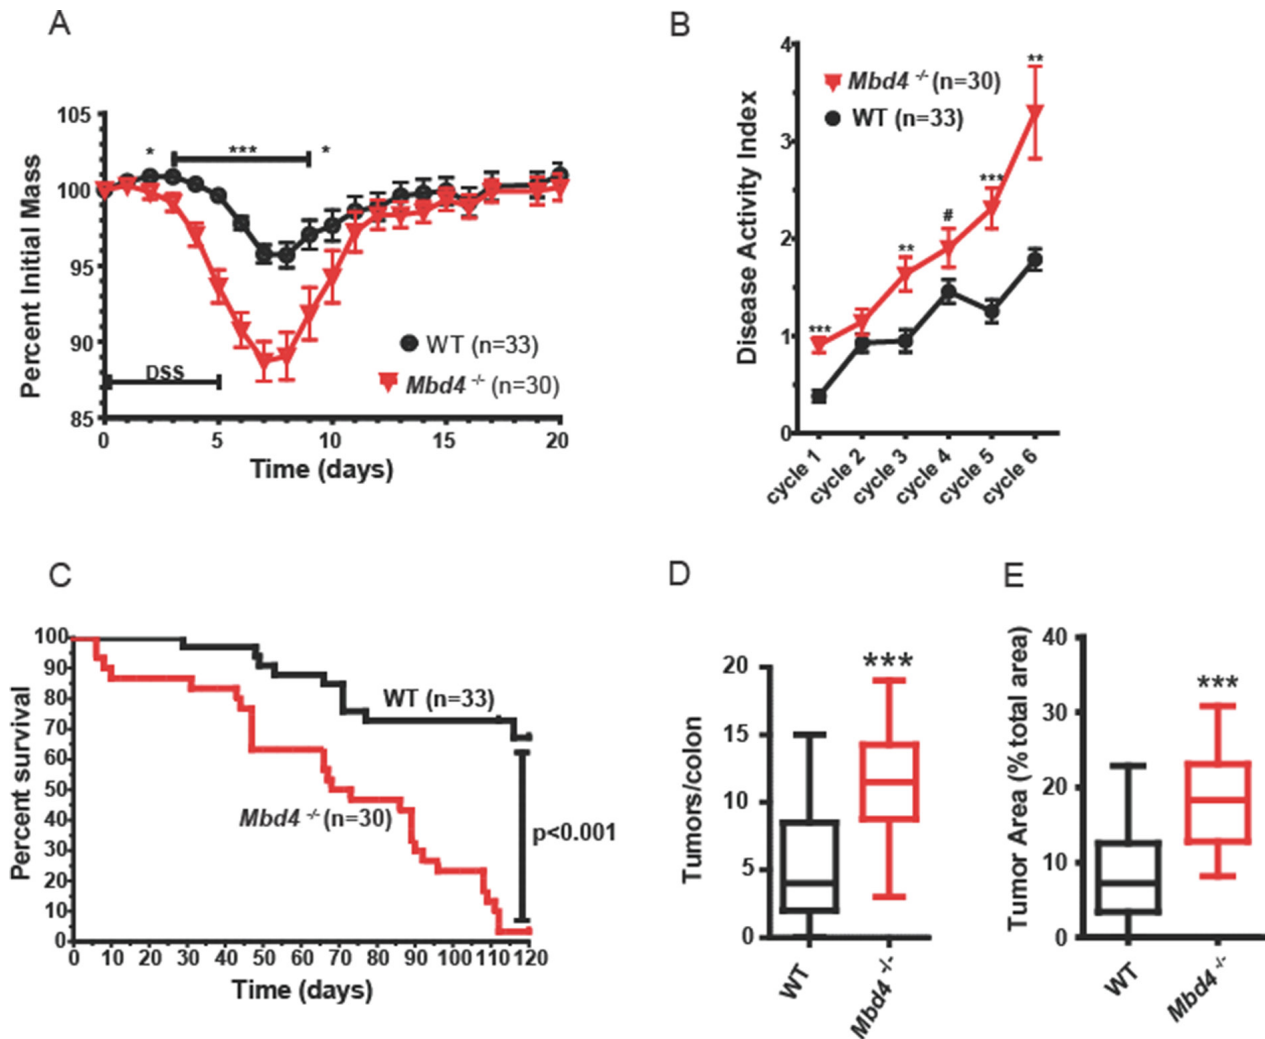 A
Percent Initial Mass
105
100
95
90
85
*
***
*
WT (n=33)
Mbd4 -/- (n=30)
DSS
0
5
10
15
20
Time (days)
B
Disease Activity Index
4
3
2
1
0
Mbd4 -/- (n=30)
WT (n=33)
***
**
#
***
**
cycle 1
cycle 2
cycle 3
cycle 4
cycle 5
cycle 6
C
Percent survival
100
90
80
70
60
50
40
30
20
10
0
WT (n=33)
Mbd4 -/- (n=30)
p<0.001
0 10 20 30 40 50 60 70 80 90 100 110 120
Time (days)
D
Tumors/colon
20
15
10
5
0
***
WT
Mbd4 -/-
E
Tumor Area (% total area)
40
30
20
10
0
***
WT
Mbd4 -/-